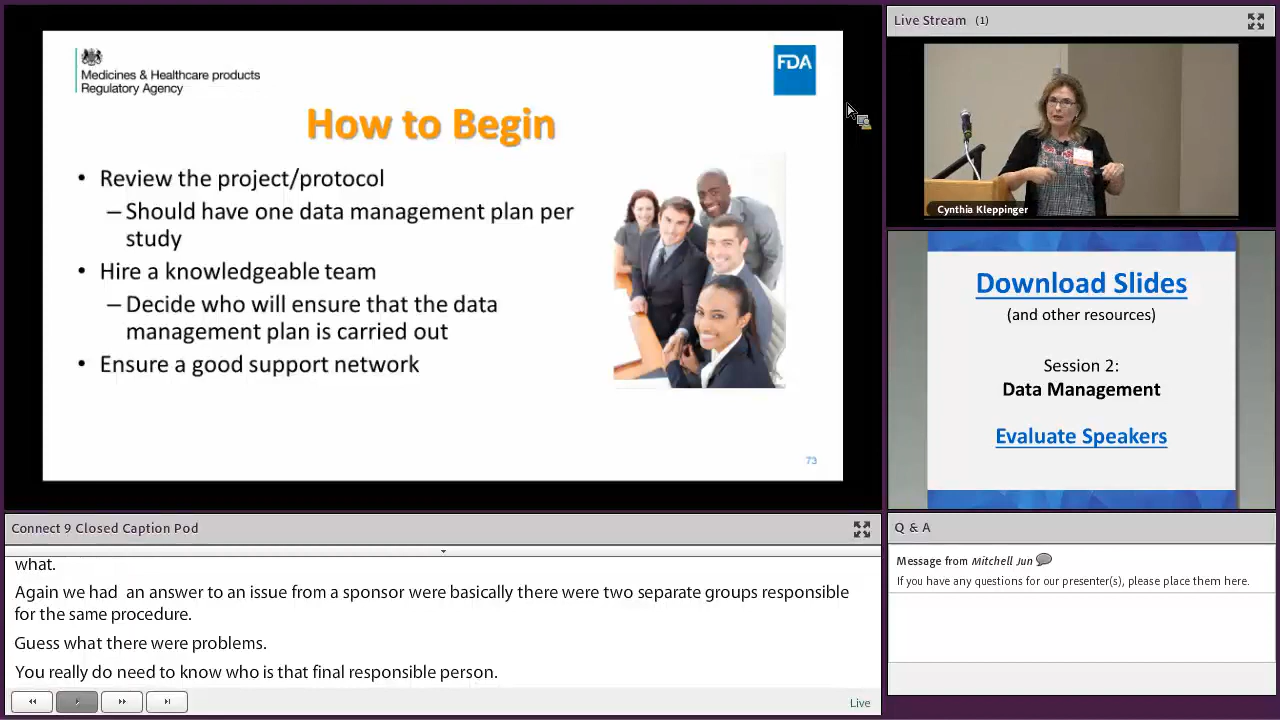 Medicines & Healthcare products
Regulatory Agency
FDA
How to Begin
• Review the project/protocol
– Should have one data management plan per
study
• Hire a knowledgeable team
– Decide who will ensure that the data
management plan is carried out
• Ensure a good support network
73
Live Stream (1)
Cynthia Kleppinger
Download Slides
(and other resources)
Session 2:
Data Management
Evaluate Speakers
Connect 9 Closed Caption Pod
what.
Again we had  an answer to an issue from a sponsor were basically there were two separate groups responsible
for the same procedure.
Guess what there were problems.
You really do need to know who is that final responsible person.
Live
Q & A
Message from Mitchell Jun
If you have any questions for our presenter(s), please place them here.